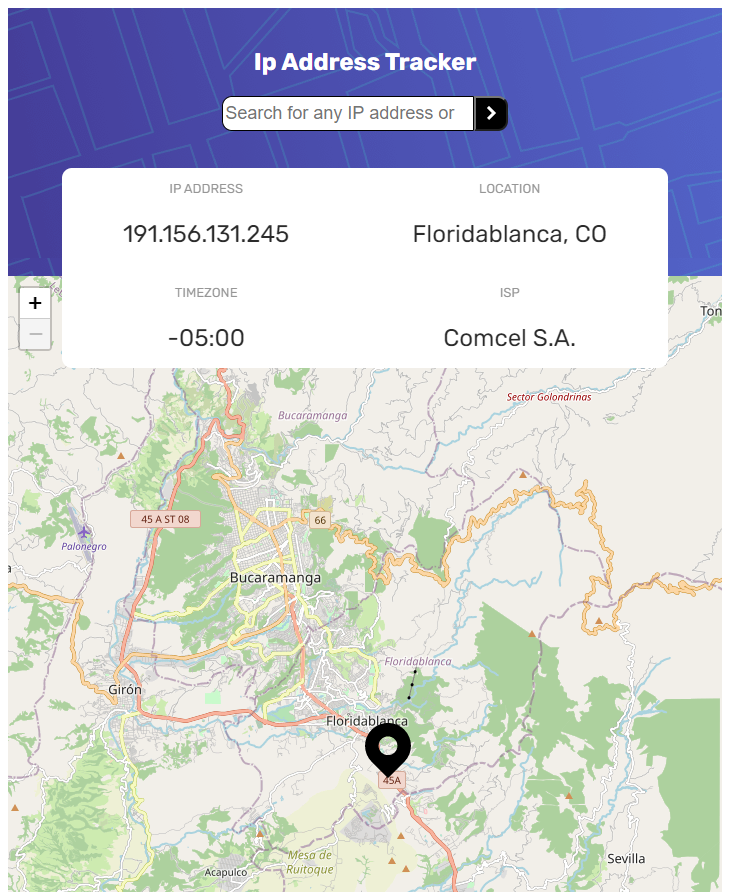 Ip Address Tracker
Search for any IP address or
IP ADDRESS
LOCATION
191.156.131.245
Floridablanca, CO
TIMEZONE
ISP
-05:00
Comcel S.A.
+
−
Ton
Sector Golondrinas
Bucaramanga
45 A ST 08
66
Palonegro
a
Bucaramanga
Floridablanca
Girón
Floridablanca
45A
Mesa de
Ruitoque
Sevilla
Acapulco